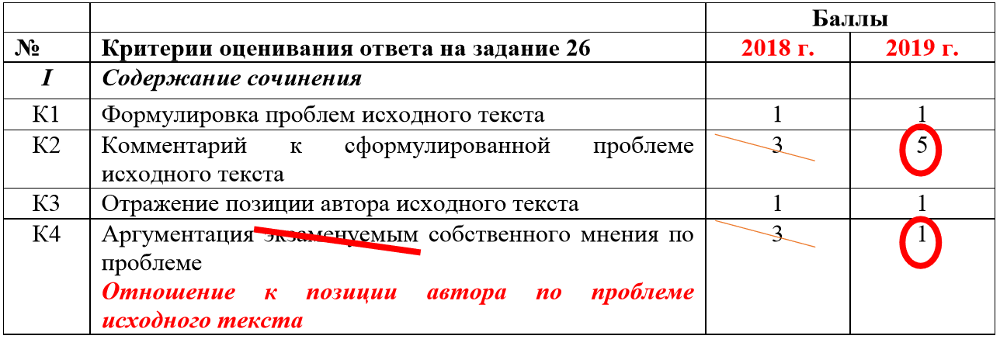 Баллы
№ Критерии оценивания ответа на задание 26 2018 г. 2019 г.
I Содержание сочинения
К1 Формулировка проблем исходного текста 1 1
К2 Комментарий к сформулированной проблеме 3 5
исходного текста
К3 Отражение позиции автора исходного текста 1 1
К4 Аргументация экзаменуемым собственного мнения по 3 1
проблеме
Отношение к позиции автора по проблеме
исходного текста